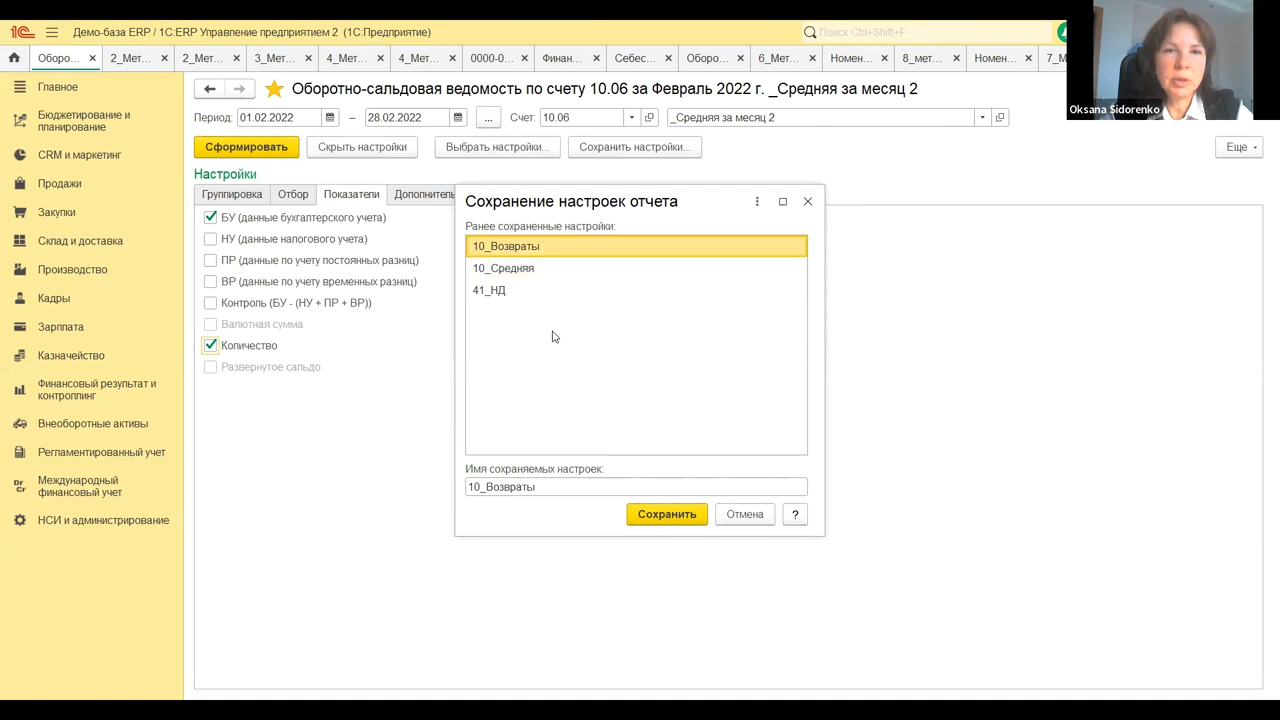 Демо-база ERP / 1С:ERP Управление предприятием 2 (1С:Предприятие)
Поиск Ctrl+Shift+F
Оборо...
2_Мет...
2_Мет...
3_Мет...
4_Мет...
4_Мет...
0000-0...
Финан...
Себес...
Оборо...
6_Мет...
Номен...
8_мет...
Номен...
7_М
Oksana Sidorenko
Главное
Бюджетирование и
планирование
CRM и маркетинг
Продажи
Закупки
Склад и доставка
Производство
Кадры
Зарплата
Казначейство
Финансовый результат и
контроллинг
Внеоборотные активы
Регламентированный учет
Международный
финансовый учет
НСИ и администрирование
Оборотно-сальдовая ведомость по счету 10.06 за Февраль 2022 г. _Средняя за месяц 2
Период: 01.02.2022 – 28.02.2022 ... Счет: 10.06 _Средняя за месяц 2
Сформировать Скрыть настройки Выбрать настройки... Сохранить настройки... Еще
Настройки
Группировка Отбор Показатели Дополнитель
БУ (данные бухгалтерского учета)
НУ (данные налогового учета)
ПР (данные по учету постоянных разниц)
ВР (данные по учету временных разниц)
Контроль (БУ - (НУ + ПР + ВР))
Валютная сумма
Количество
Развернутое сальдо
Сохранение настроек отчета
Ранее сохраненные настройки:
10_Возвраты
10_Средняя
41_НД
Имя сохраняемых настроек:
10_Возвраты
Сохранить Отмена ?